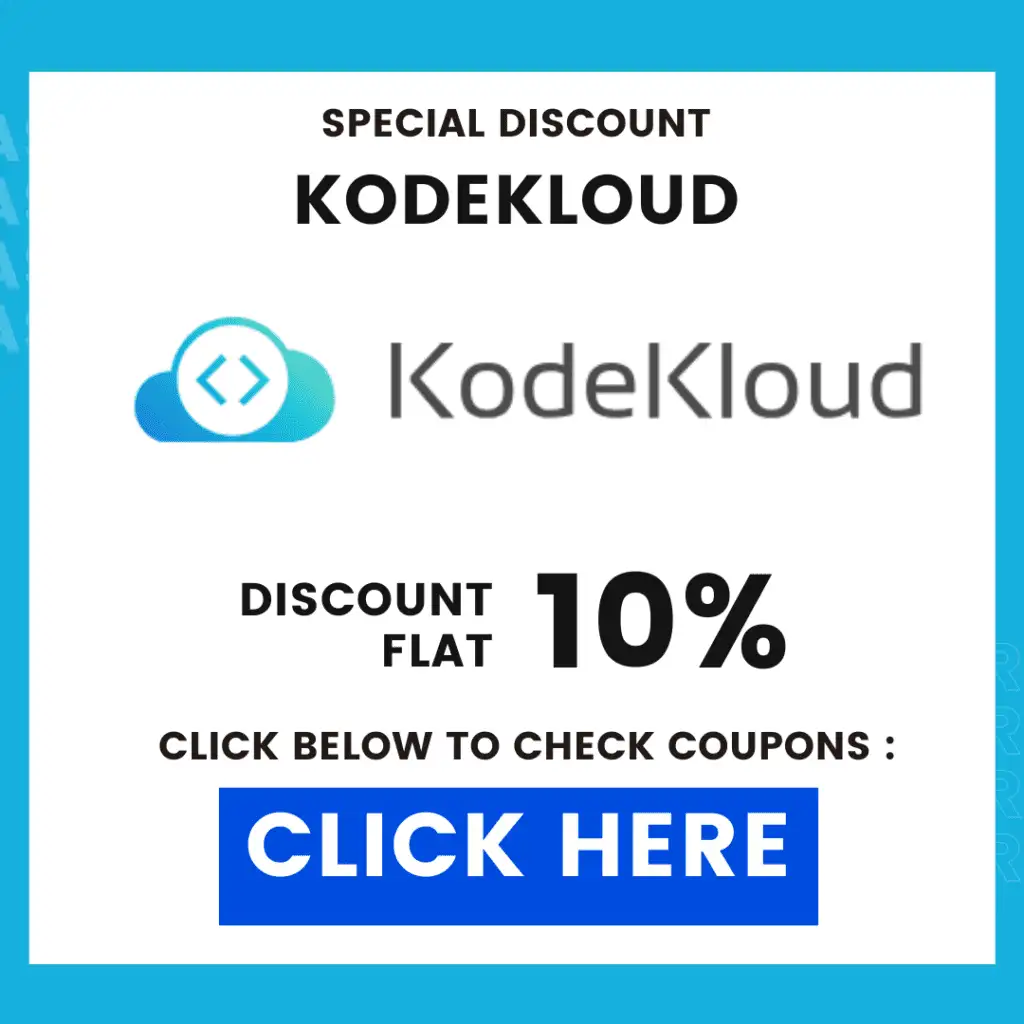 SPECIAL DISCOUNT
KODEKLOUD
<> KodeKloud
DISCOUNT
FLAT
10%
CLICK BELOW TO CHECK COUPONS :
CLICK HERE